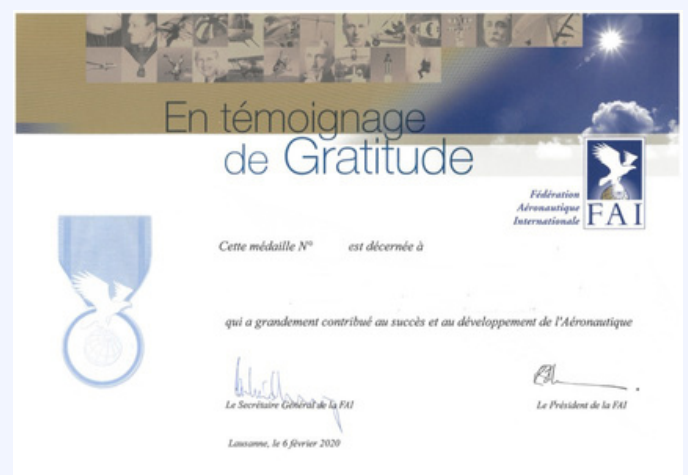 En témoignage
de Gratitude
Fédération
Aéronautique
Internationale
FAI
Cette médaille N° est décernée à
qui a grandement contribué au succès et au développement de l'Aéronautique
Le Secrétaire Général de la FAI
Le Président de la FAI
Lausanne, le 6 février 2020